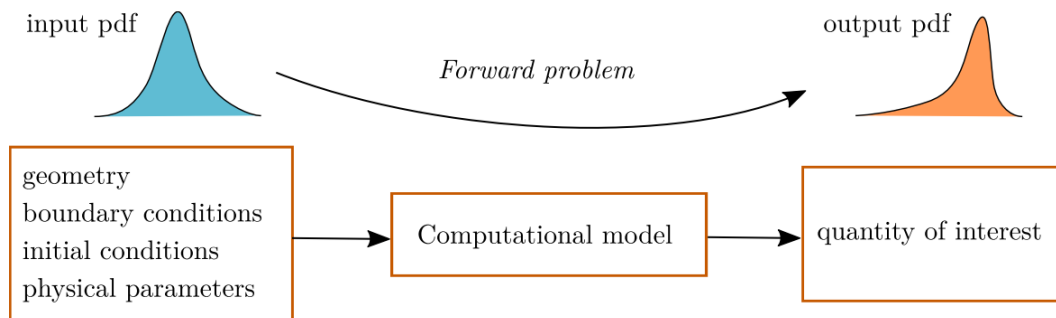 input pdf
output pdf
Forward problem
geometry
boundary conditions
initial conditions
physical parameters
Computational model
quantity of interest